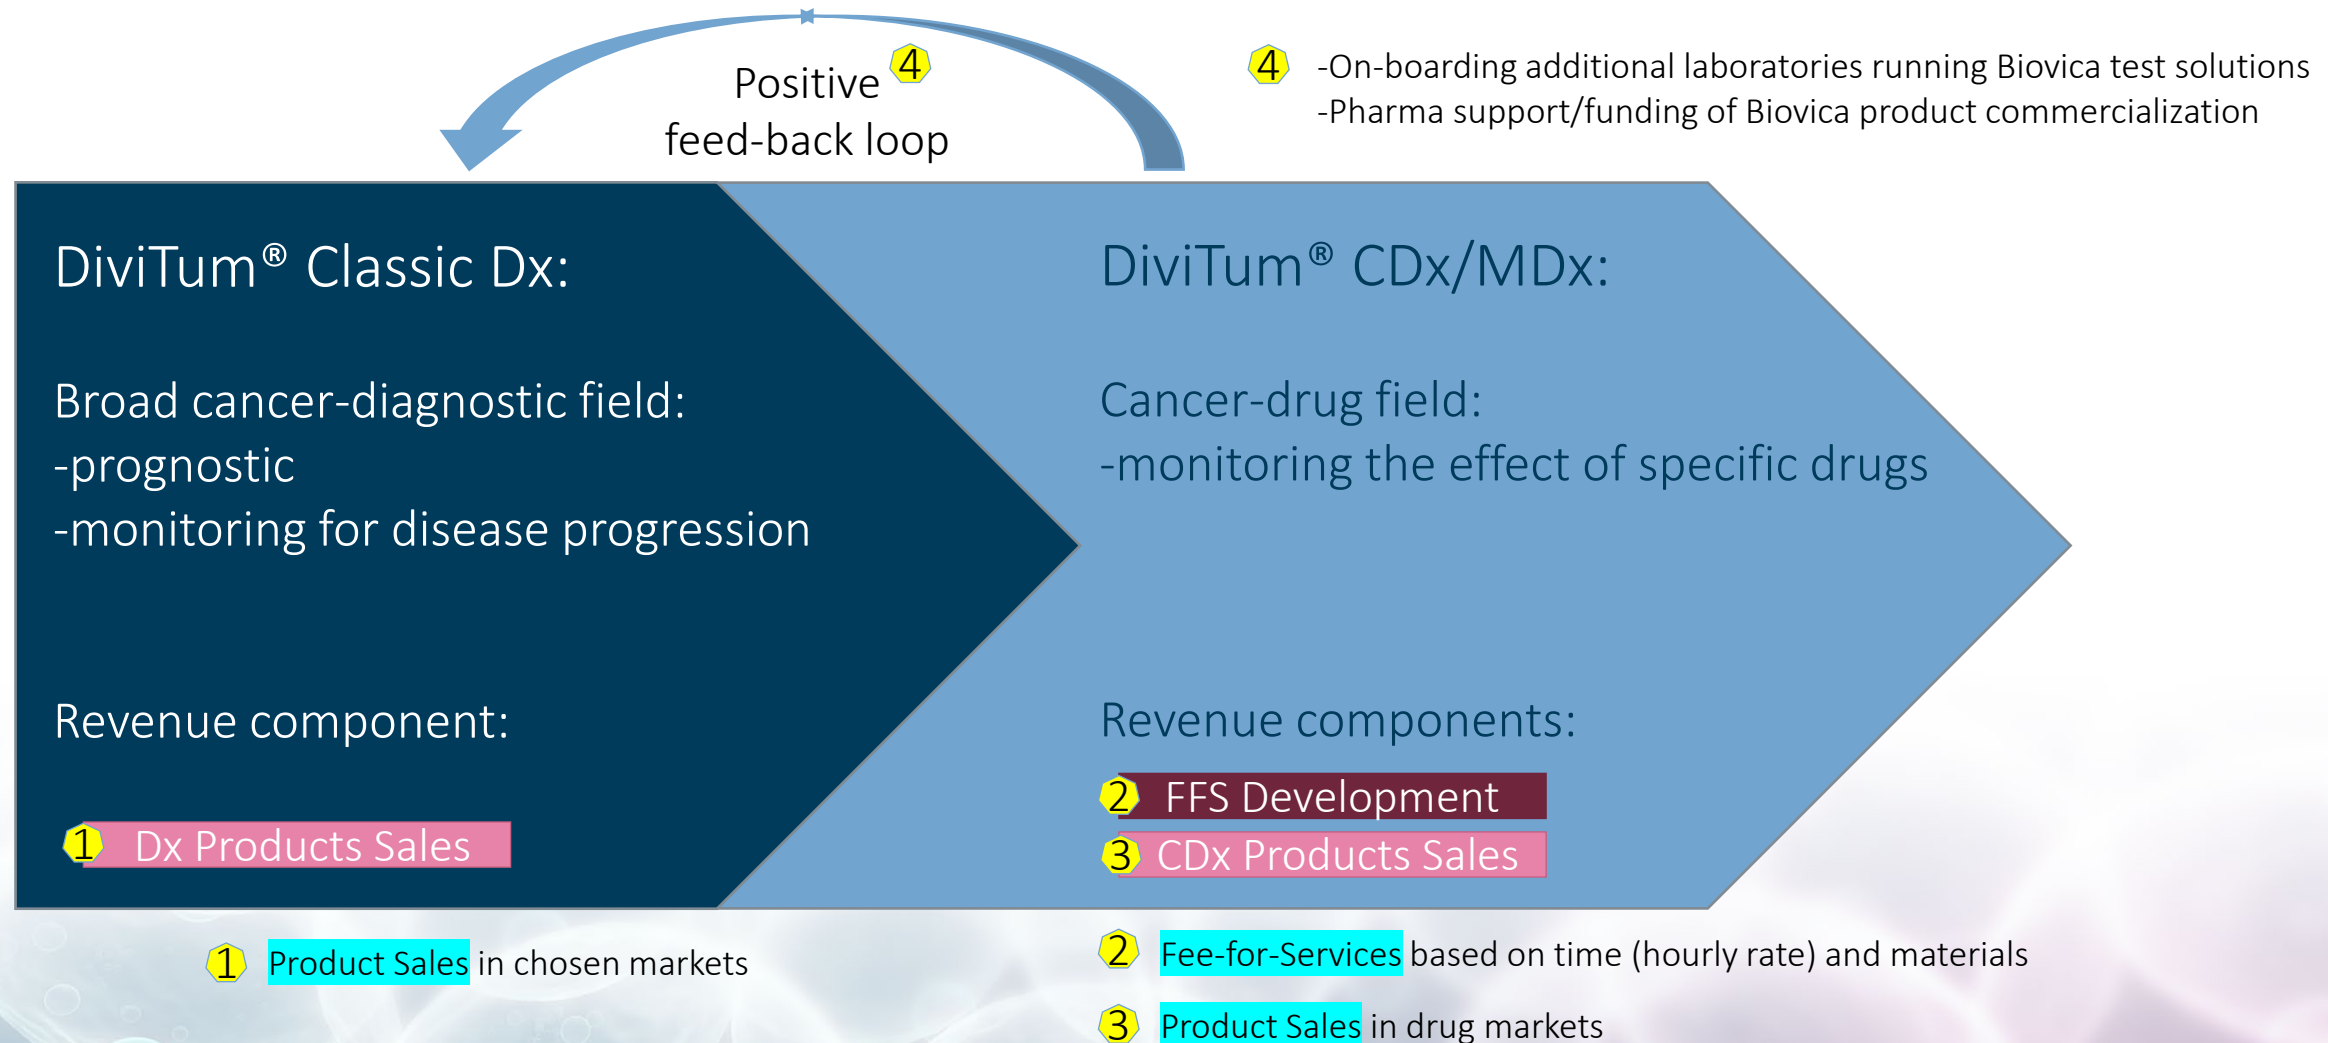 Positive 4
feed-back loop
4 -On-boarding additional laboratories running Biovica test solutions
-Pharma support/funding of Biovica product commercialization
DiviTum® Classic Dx:
Broad cancer-diagnostic field:
-prognostic
-monitoring for disease progression
Revenue component:
1 Dx Products Sales
DiviTum® CDx/MDx:
Cancer-drug field:
-monitoring the effect of specific drugs
Revenue components:
2 FFS Development
3 CDx Products Sales
1 Product Sales in chosen markets
2 Fee-for-Services based on time (hourly rate) and materials
3 Product Sales in drug markets